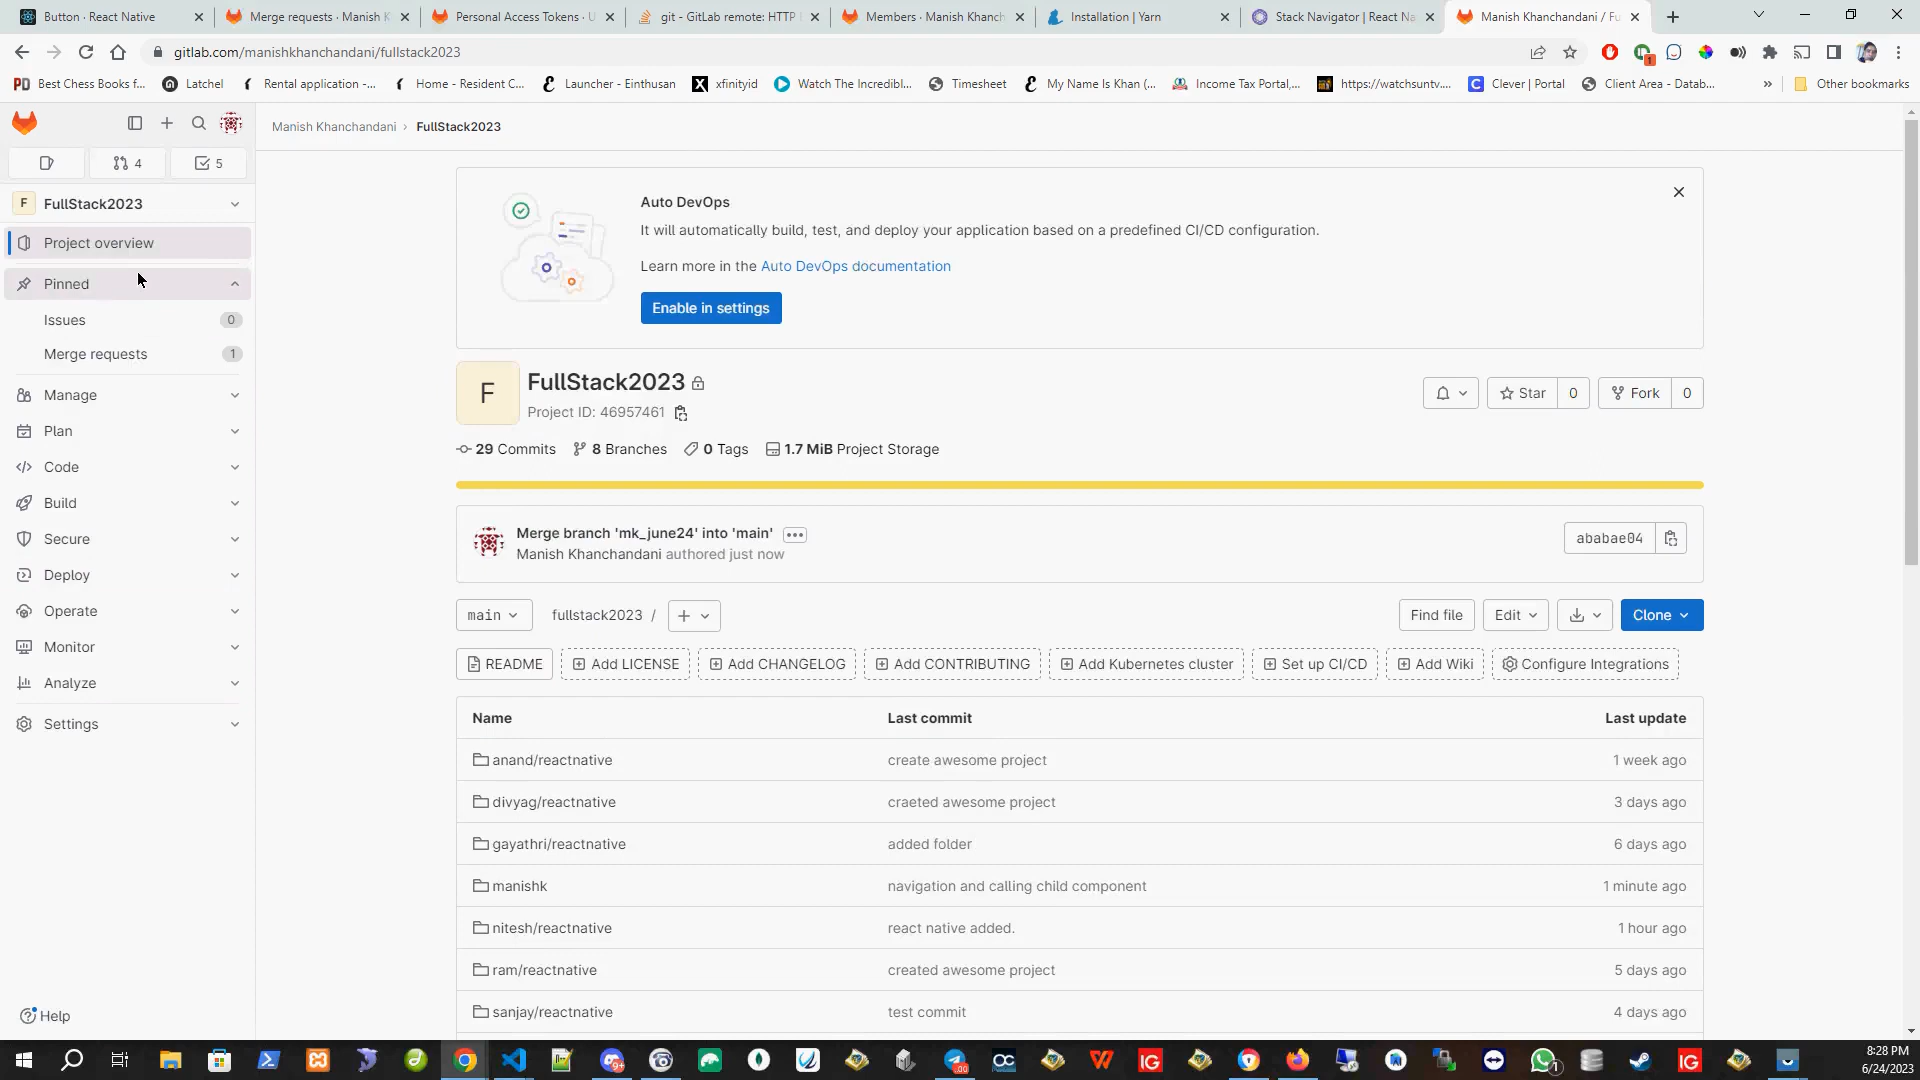 Button · React Native
Merge requests · Manish K
Personal Access Tokens · U
git - GitLab remote: HTTP
Members · Manish Khanch
Installation | Yarn
Stack Navigator | React Na
Manish Khanchandani / Fu
gitlab.com/manishkhanchandani/fullstack2023
Best Chess Books f...
Latchel
Rental application -...
Home - Resident C...
Launcher - Einthusan
xfinityid
Watch The Incredibl...
Timesheet
My Name Is Khan (...
Income Tax Portal,...
https://watchsuntv....
Clever | Portal
Client Area - Datab...
»
Other bookmarks
Manish Khanchandani › FullStack2023
4
5
F FullStack2023
Project overview
Pinned
Issues 0
Merge requests 1
Manage
Plan
Code
Build
Secure
Deploy
Operate
Monitor
Analyze
Settings
Help
Auto DevOps
It will automatically build, test, and deploy your application based on a predefined CI/CD configuration.
Learn more in the Auto DevOps documentation
Enable in settings
F
FullStack2023
Project ID: 46957461
Star 0
Fork 0
29 Commits 8 Branches 0 Tags 1.7 MiB Project Storage
Merge branch 'mk_june24' into 'main'
Manish Khanchandani authored just now
ababae04
main
fullstack2023 /
Find file
Edit
Clone
README
Add LICENSE
Add CHANGELOG
Add CONTRIBUTING
Add Kubernetes cluster
Set up CI/CD
Add Wiki
Configure Integrations
Name Last commit Last update
anand/reactnative create awesome project 1 week ago
divyag/reactnative craeted awesome project 3 days ago
gayathri/reactnative added folder 6 days ago
manishk navigation and calling child component 1 minute ago
nitesh/reactnative react native added. 1 hour ago
ram/reactnative created awesome project 5 days ago
sanjay/reactnative test commit 4 days ago
8:28 PM
6/24/2023